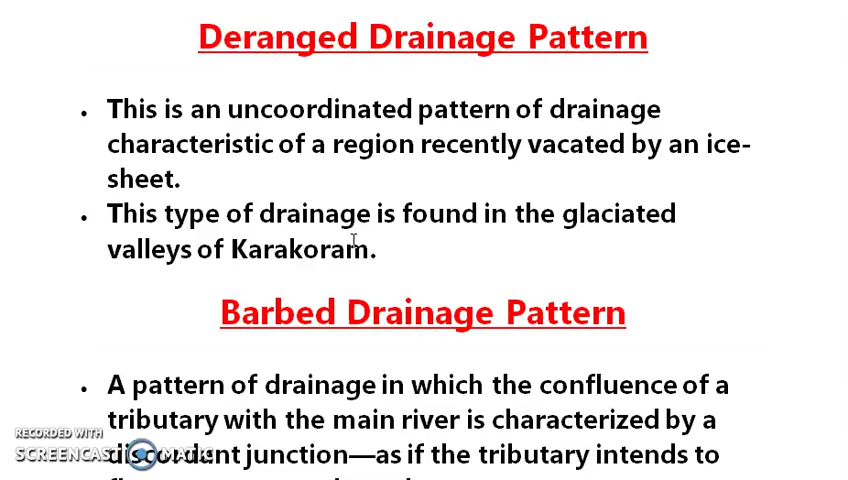 Deranged Drainage Pattern
• This is an uncoordinated pattern of drainage
characteristic of a region recently vacated by an ice-
sheet.
• This type of drainage is found in the glaciated
valleys of Karakoram.
Barbed Drainage Pattern
• A pattern of drainage in which the confluence of a
tributary with the main river is characterized by a
discordant junction—as if the tributary intends to
RECORDED WITH
SCREENCAST MATIC